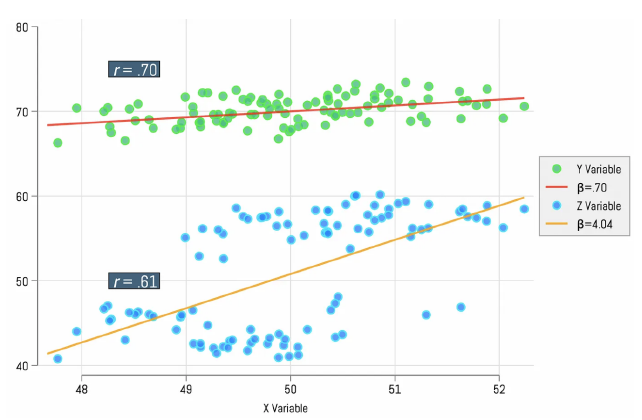 80
r = .70
70
60
50
r = .61
40
48 49 50 51 52
X Variable
Y Variable
β=.70
Z Variable
β=4.04